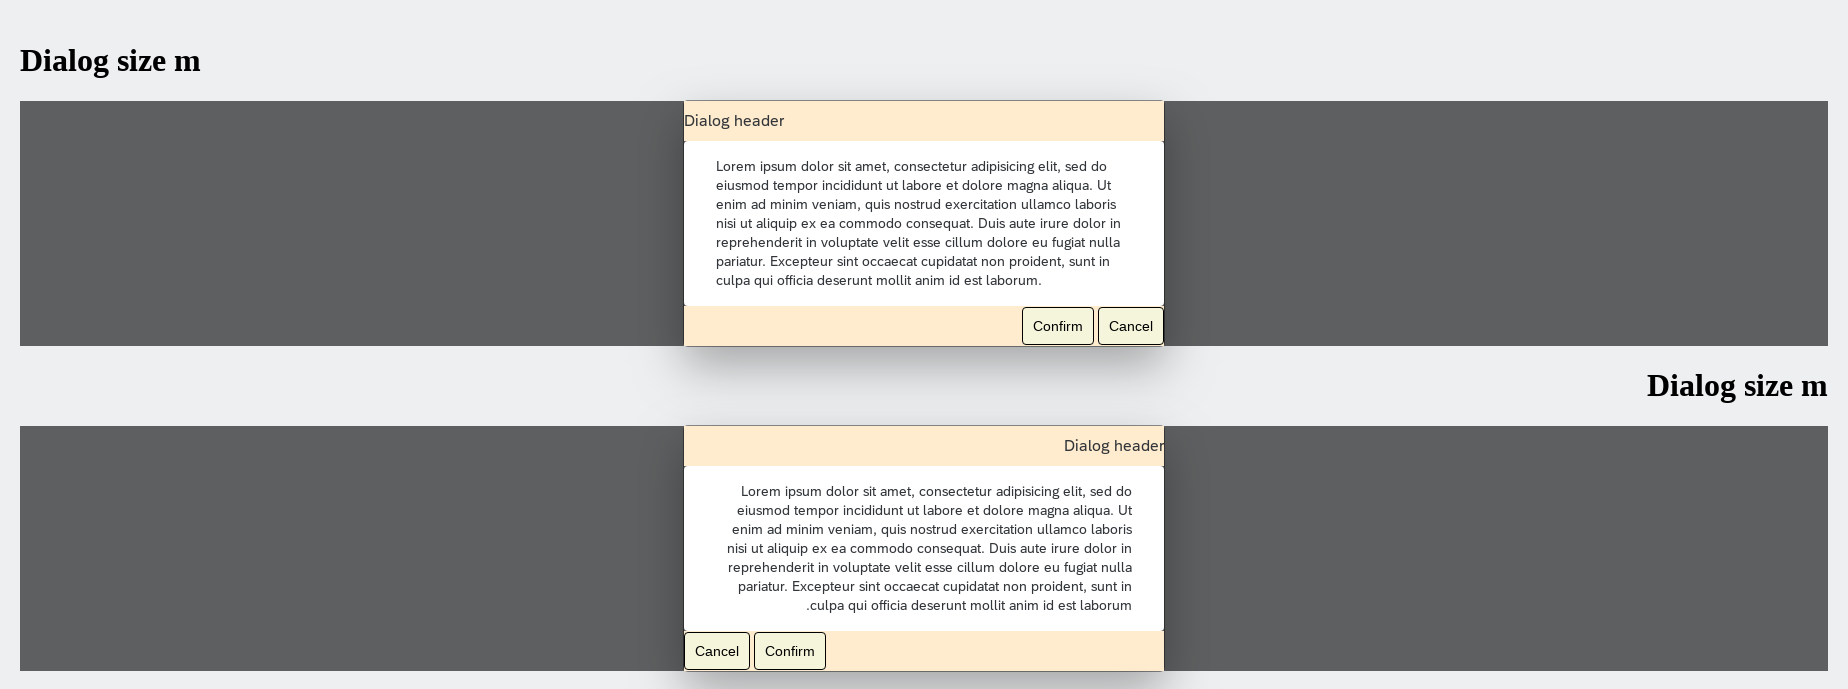 Dialog size m
Dialog header
Lorem ipsum dolor sit amet, consectetur adipisicing elit, sed do
eiusmod tempor incididunt ut labore et dolore magna aliqua. Ut
enim ad minim veniam, quis nostrud exercitation ullamco laboris
nisi ut aliquip ex ea commodo consequat. Duis aute irure dolor in
reprehenderit in voluptate velit esse cillum dolore eu fugiat nulla
pariatur. Excepteur sint occaecat cupidatat non proident, sunt in
culpa qui officia deserunt mollit anim id est laborum.
Confirm Cancel
Dialog size m
Dialog header
Lorem ipsum dolor sit amet, consectetur adipisicing elit, sed do
eiusmod tempor incididunt ut labore et dolore magna aliqua. Ut
enim ad minim veniam, quis nostrud exercitation ullamco laboris
nisi ut aliquip ex ea commodo consequat. Duis aute irure dolor in
reprehenderit in voluptate velit esse cillum dolore eu fugiat nulla
pariatur. Excepteur sint occaecat cupidatat non proident, sunt in
.culpa qui officia deserunt mollit anim id est laborum
Cancel Confirm